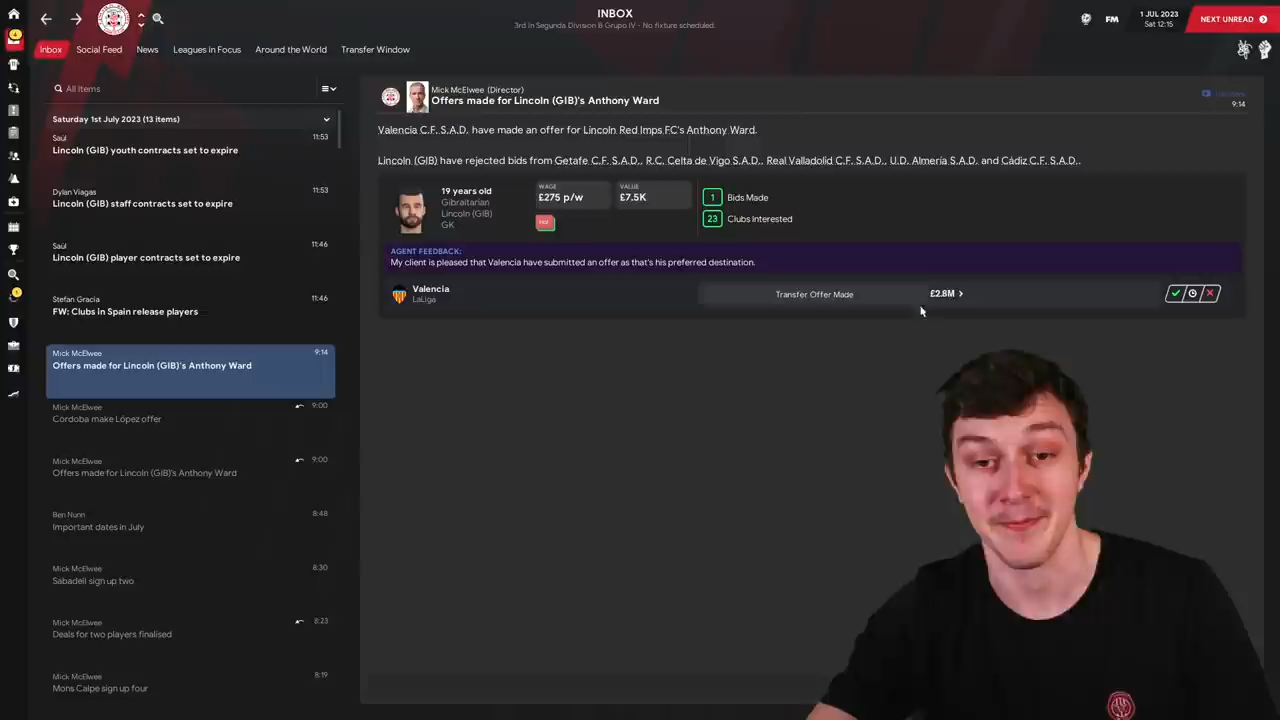 INBOX
3rd in Segunda División B Grupo IV - No fixture scheduled.
FM
1 JUL 2023
Sat 12:15
NEXT UNREAD
4
Inbox
Social Feed
News
Leagues in Focus
Around the World
Transfer Window
All Items
Saturday 1st July 2023 (13 items)
Saúl
11:53
Lincoln (GIB) youth contracts set to expire
Dylan Viagas
11:53
Lincoln (GIB) staff contracts set to expire
Saúl
11:46
Lincoln (GIB) player contracts set to expire
Stefan Gracia
11:46
FW: Clubs in Spain release players
Mick McElwee
9:14
Offers made for Lincoln (GIB)'s Anthony Ward
Mick McElwee
9:00
Córdoba make López offer
Mick McElwee
9:00
Offers made for Lincoln (GIB)'s Anthony Ward
Ben Nunn
8:48
Important dates in July
Mick McElwee
8:30
Sabadell sign up two
Mick McElwee
8:23
Deals for two players finalised
Mick McElwee
8:19
Mons Calpe sign up four
Mick McElwee (Director)
Offers made for Lincoln (GIB)'s Anthony Ward
9:14
Valencia C.F. S.A.D. have made an offer for Lincoln Red Imps FC's Anthony Ward.
Lincoln (GIB) have rejected bids from Getafe C.F. S.A.D., R.C. Celta de Vigo S.A.D., Real Valladolid C.F. S.A.D., U.D. Almería S.A.D. and Cádiz C.F. S.A.D..
19 years old
Gibraltarian
Lincoln (GIB)
GK
WAGE
£275 p/w
VALUE
£7.5K
1 Bids Made
23 Clubs Interested
AGENT FEEDBACK:
My client is pleased that Valencia have submitted an offer as that's his preferred destination.
Valencia
LaLiga
Transfer Offer Made
£2.8M